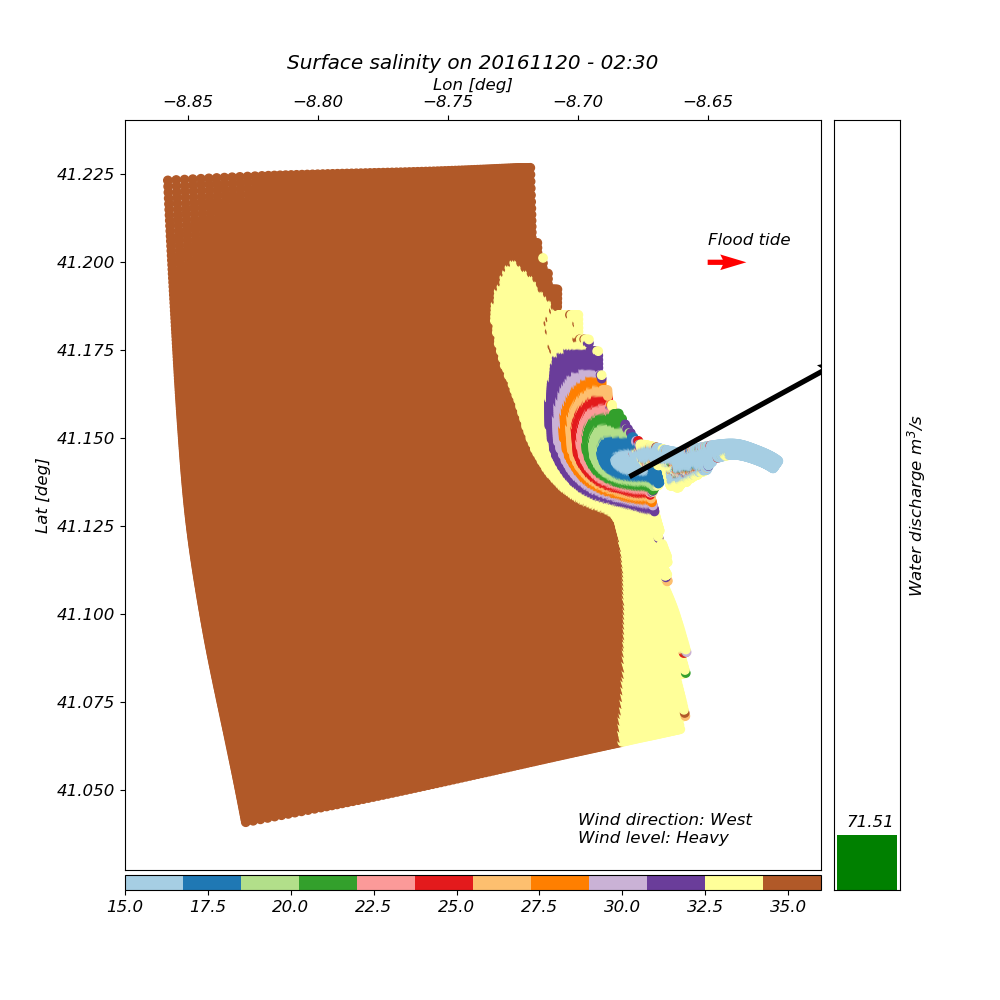 Surface salinity on 20161120 - 02:30
Lon [deg]
−8.85 −8.80 −8.75 −8.70 −8.65
41.225
41.200
41.175
41.150
41.125
41.100
41.075
41.050
Lat [deg]
Flood tide
Wind direction: West
Wind level: Heavy
15.0 17.5 20.0 22.5 25.0 27.5 30.0 32.5 35.0
71.51
Water discharge m³/s